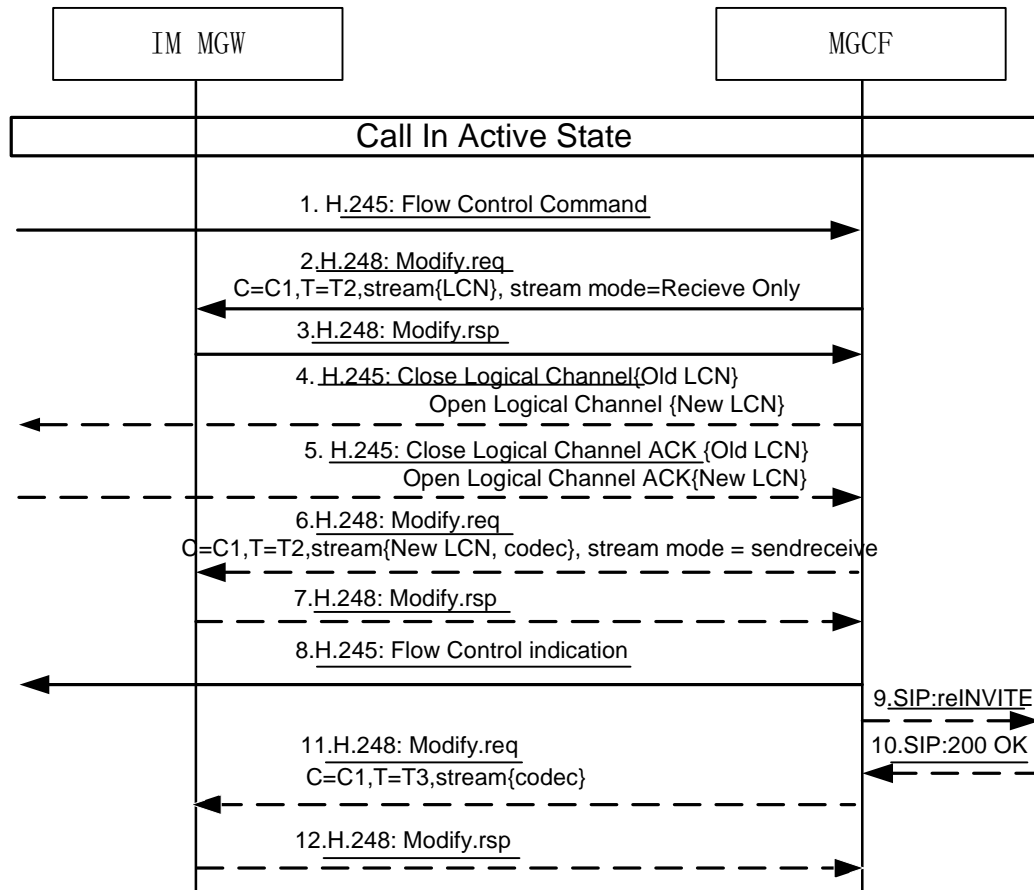 IM MGW
MGCF
Call In Active State
1. H.245: Flow Control Command
2.H.248: Modify.req
C=C1,T=T2,stream{LCN}, stream mode=Recieve Only
3.H.248: Modify.rsp
4. H.245: Close Logical Channel{Old LCN}
Open Logical Channel {New LCN}
5. H.245: Close Logical Channel ACK {Old LCN}
Open Logical Channel ACK{New LCN}
6.H.248: Modify.req
C=C1,T=T2,stream{New LCN, codec}, stream mode = sendreceive
7.H.248: Modify.rsp
8.H.245: Flow Control indication
9.SIP:reINVITE
10.SIP:200 OK
11.H.248: Modify.req
C=C1,T=T3,stream{codec}
12.H.248: Modify.rsp